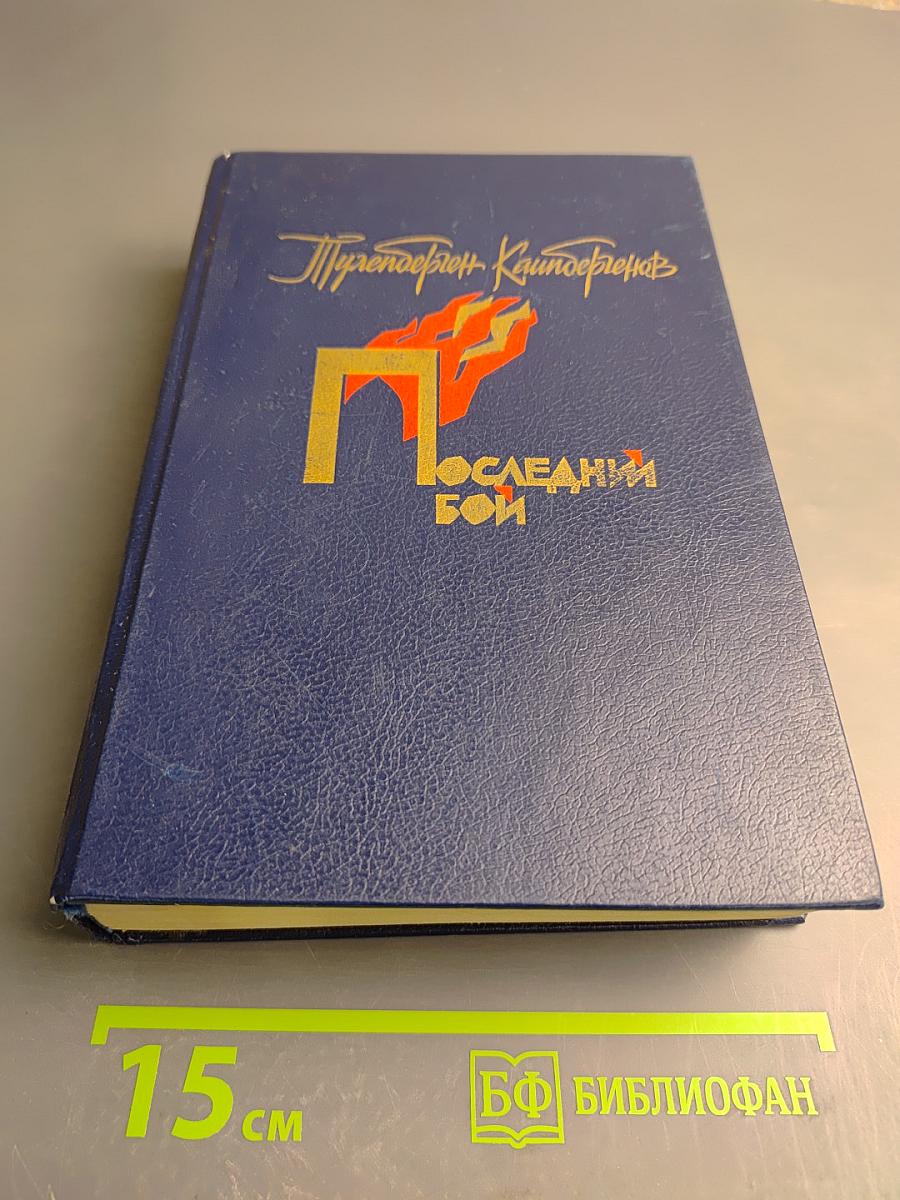 Тулепберген Каипбергенов
ПОСЛЕДНИЙ
БОЙ
15 см
БФ БИБЛИОФАН